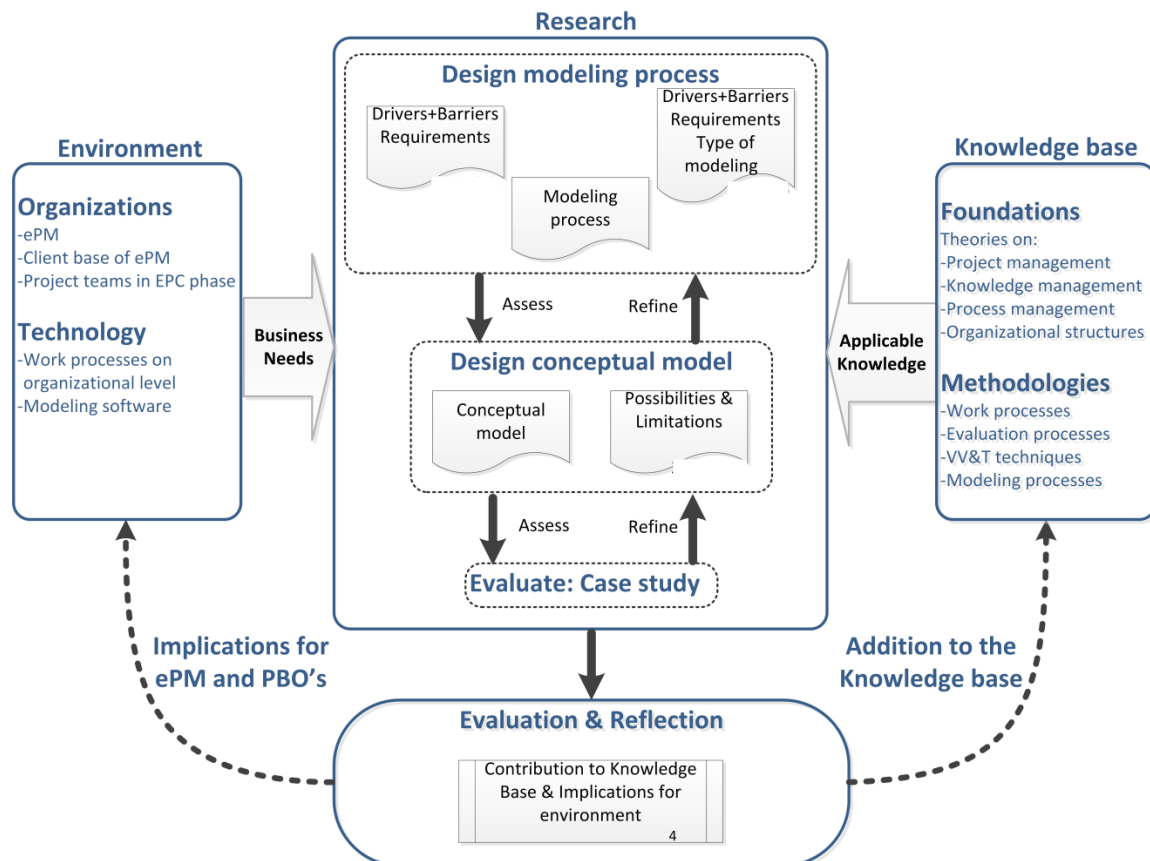 Research
Design modeling process
Drivers+Barriers
Requirements
Drivers+Barriers
Requirements
Type of
modeling
Modeling
process
Assess
Refine
Design conceptual model
Conceptual
model
Possibilities &
Limitations
Assess
Refine
Evaluate: Case study
Environment
Organizations
-ePM
-Client base of ePM
-Project teams in EPC phase
Technology
-Work processes on
organizational level
-Modeling software
Business
Needs
Knowledge base
Foundations
Theories on:
-Project management
-Knowledge management
-Process management
-Organizational structures
Methodologies
-Work processes
-Evaluation processes
-VV&T techniques
-Modeling processes
Applicable
Knowledge
Implications for
ePM and PBO's
Addition to the
Knowledge base
Evaluation & Reflection
Contribution to Knowledge
Base & Implications for
environment
4